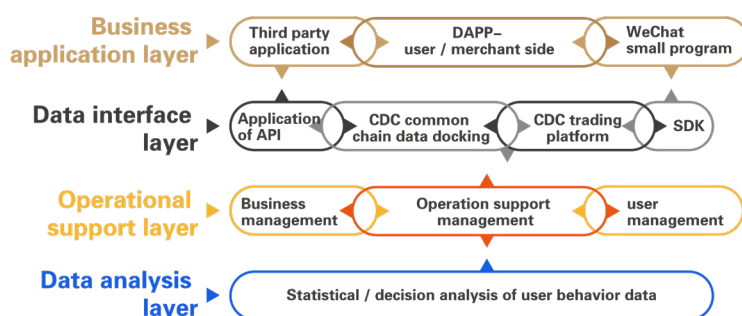 Business
application layer
Third party
application
DAPP–
user / merchant side
WeChat
small program
Data interface
layer
Application
of API
CDC common
chain data docking
CDC trading
platform
SDK
Operational
support layer
Business
management
Operation support
management
user
management
Data analysis
layer
Statistical / decision analysis of user behavior data